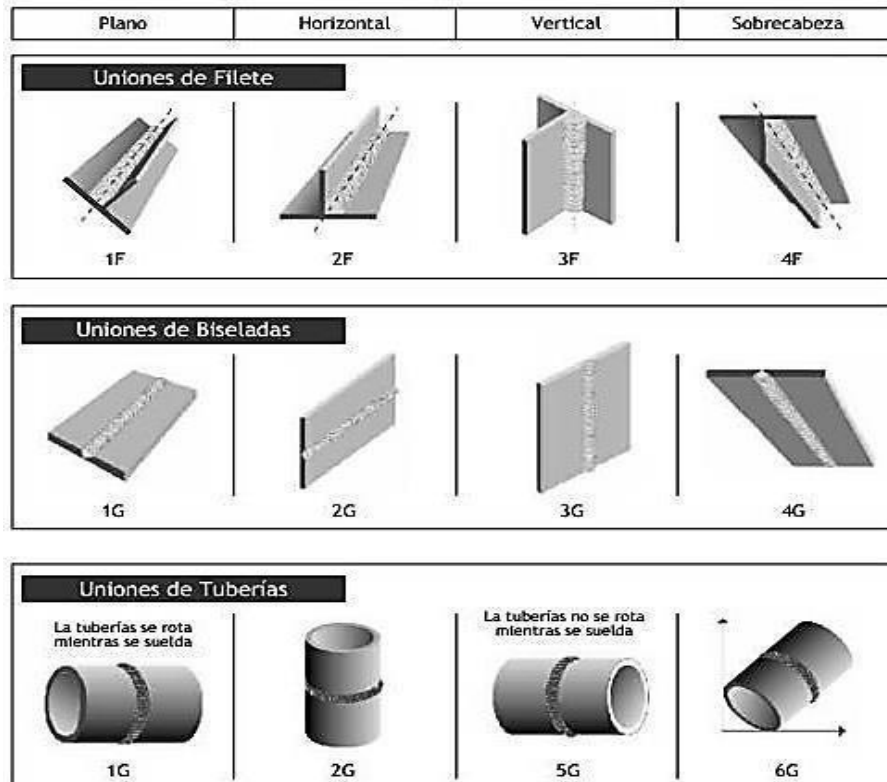 Plano
Horizontal
Vertical
Sobrecabeza
Uniones de Filete
1F
2F
3F
4F
Uniones de Biseladas
1G
2G
3G
4G
Uniones de Tuberías
La tuberías se rota
mientras se suelda
La tuberías no se rota
mientras se suelda
1G
2G
5G
6G